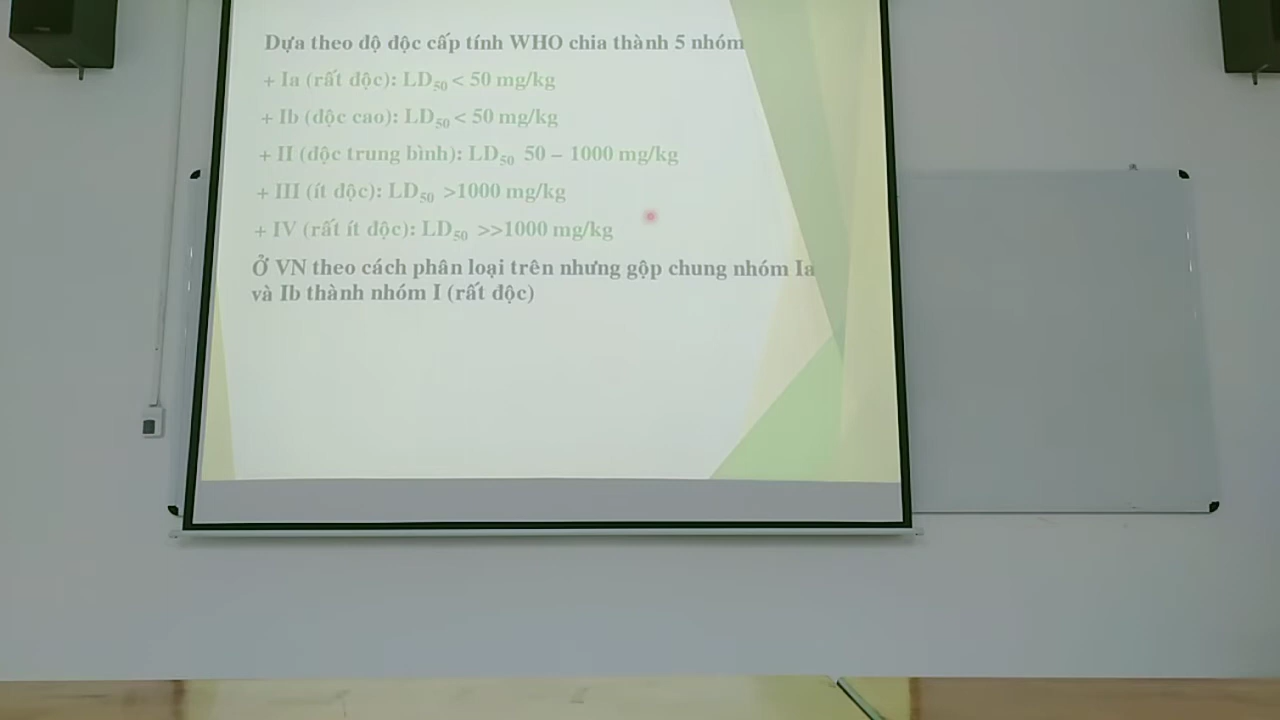 Dựa theo độ độc cấp tính WHO chia thành 5 nhóm
+ Ia (rất độc): LD50 < 50 mg/kg
+ Ib (độc cao): LD50 < 50 mg/kg
+ II (độc trung bình): LD50 50 – 1000 mg/kg
+ III (ít độc): LD50 >1000 mg/kg
+ IV (rất ít độc): LD50 >>1000 mg/kg
Ở VN theo cách phân loại trên nhưng gộp chung nhóm Ia
và Ib thành nhóm I (rất độc)